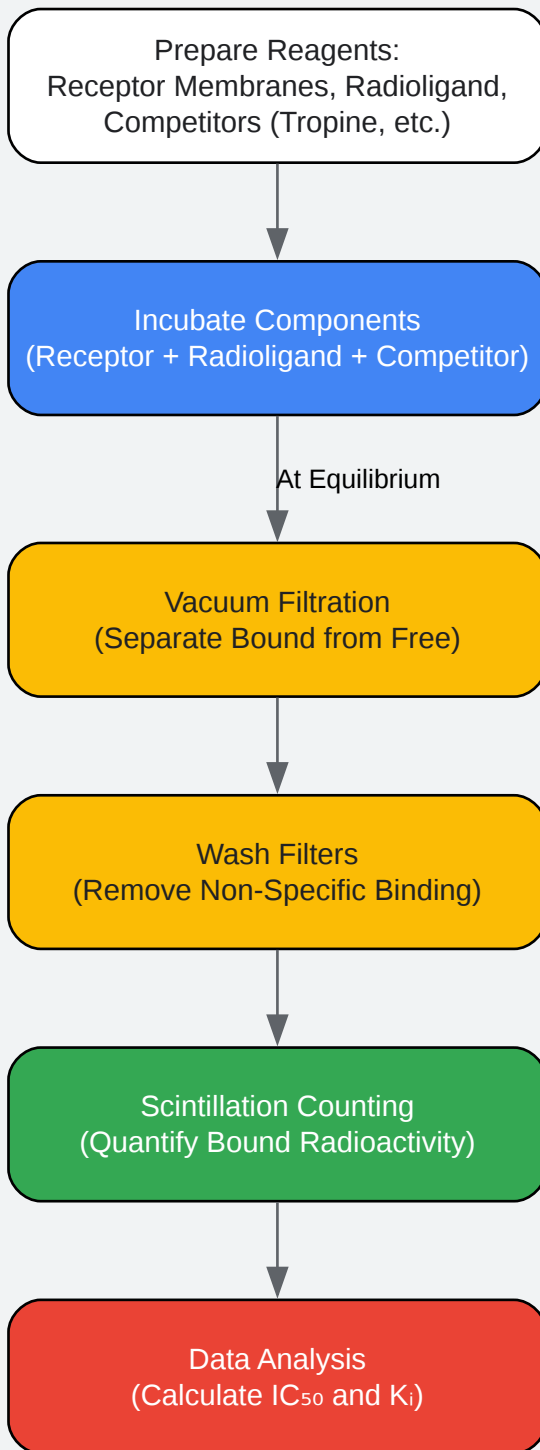 Prepare Reagents:
Receptor Membranes, Radioligand,
Competitors (Tropine, etc.)
Incubate Components
(Receptor + Radioligand + Competitor)
At Equilibrium
Vacuum Filtration
(Separate Bound from Free)
Wash Filters
(Remove Non-Specific Binding)
Scintillation Counting
(Quantify Bound Radioactivity)
Data Analysis
(Calculate IC₅₀ and Kᵢ)